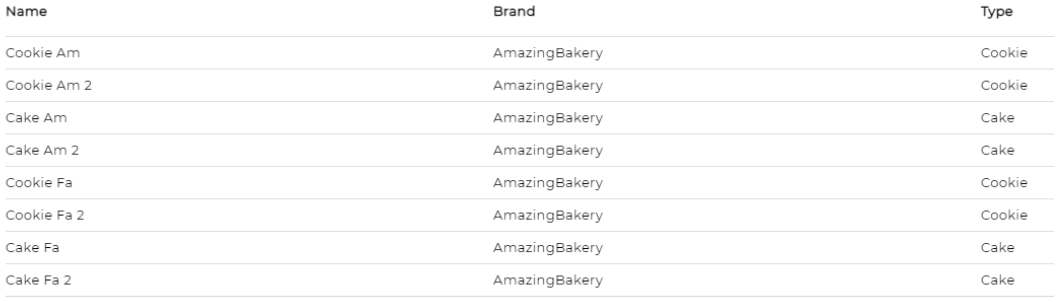 Name Brand Type
Cookie Am AmazingBakery Cookie
Cookie Am 2 AmazingBakery Cookie
Cake Am AmazingBakery Cake
Cake Am 2 AmazingBakery Cake
Cookie Fa AmazingBakery Cookie
Cookie Fa 2 AmazingBakery Cookie
Cake Fa AmazingBakery Cake
Cake Fa 2 AmazingBakery Cake